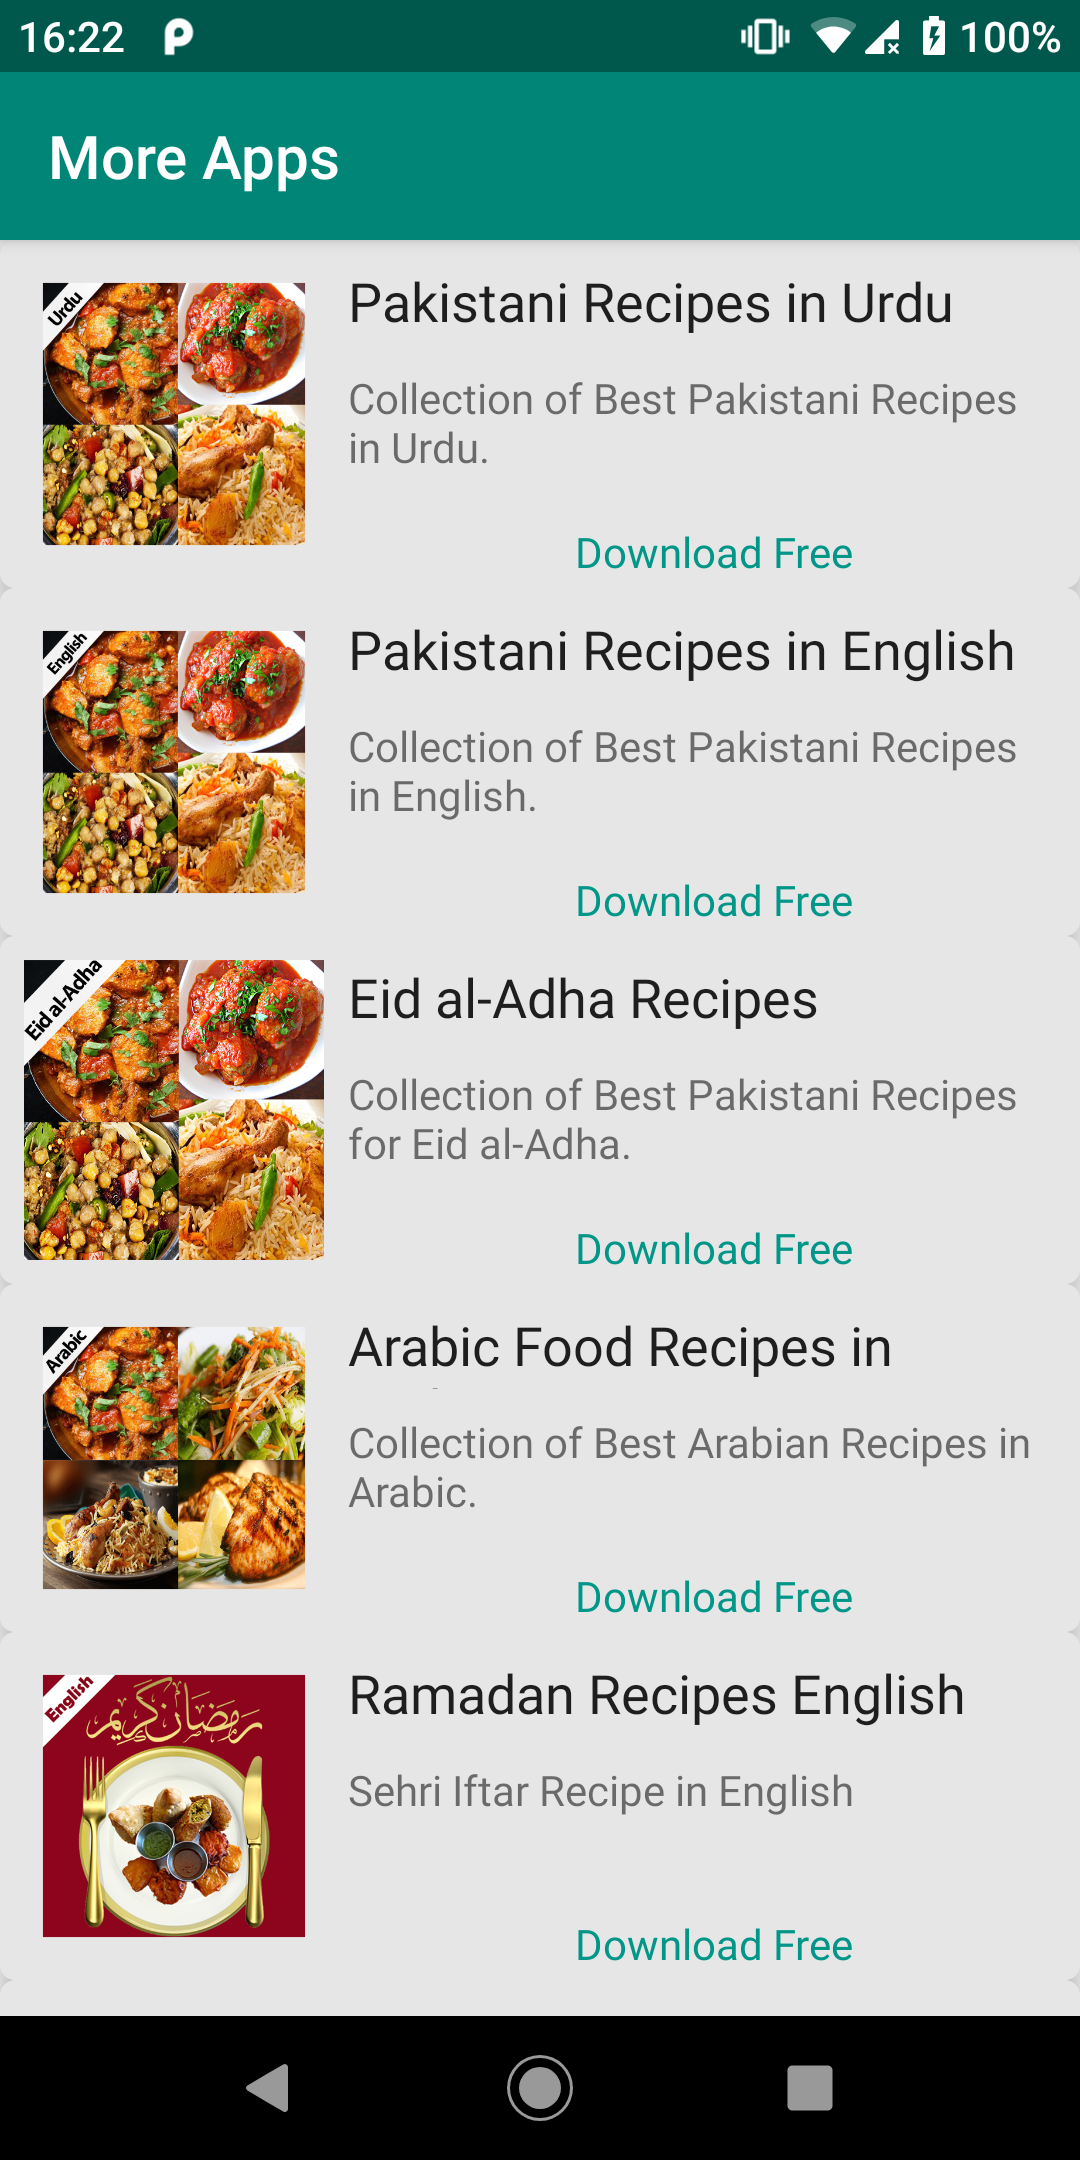 16:22
100%
More Apps
Urdu
Pakistani Recipes in Urdu
Collection of Best Pakistani Recipes
in Urdu.
Download Free
English
Pakistani Recipes in English
Collection of Best Pakistani Recipes
in English.
Download Free
Eid al-Adha
Eid al-Adha Recipes
Collection of Best Pakistani Recipes
for Eid al-Adha.
Download Free
Arabic
Arabic Food Recipes in
Collection of Best Arabian Recipes in
Arabic.
Download Free
English
رمضان كريم
Ramadan Recipes English
Sehri Iftar Recipe in English
Download Free